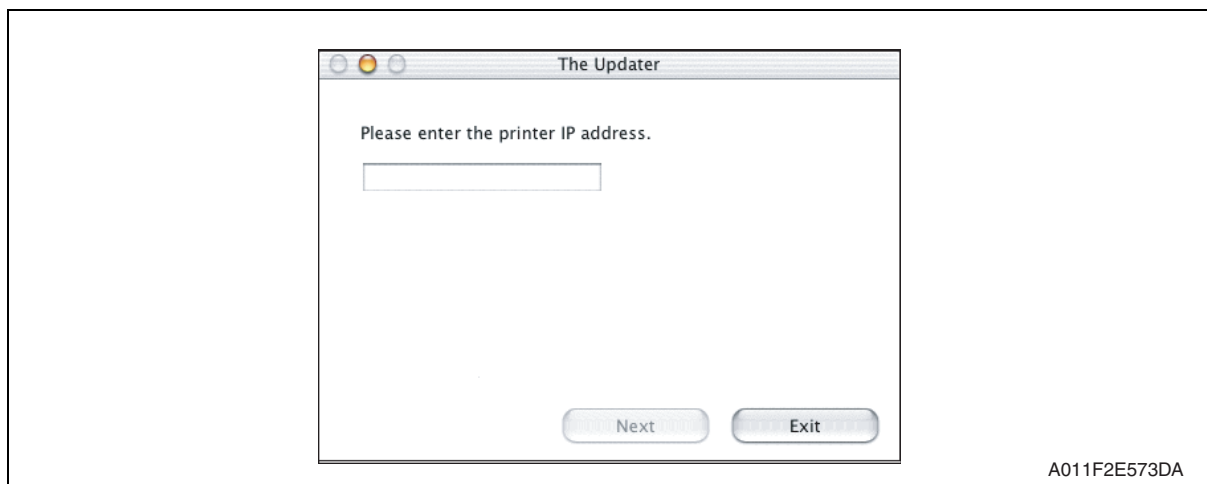 The Updater
Please enter the printer IP address.
Next
Exit
A011F2E573DA